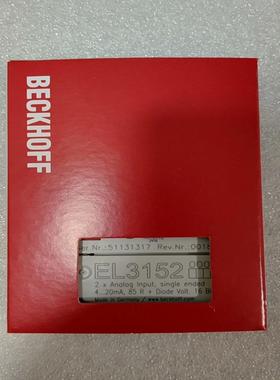 BECKHOFF
er.Nr.:51131317 Rev.Nr.:001
EL3152
2 x Analog Input, single ended
4...20mA, 85 R + Diode Volt. 16 Bi
Made in Germany / www.beckhoff.com